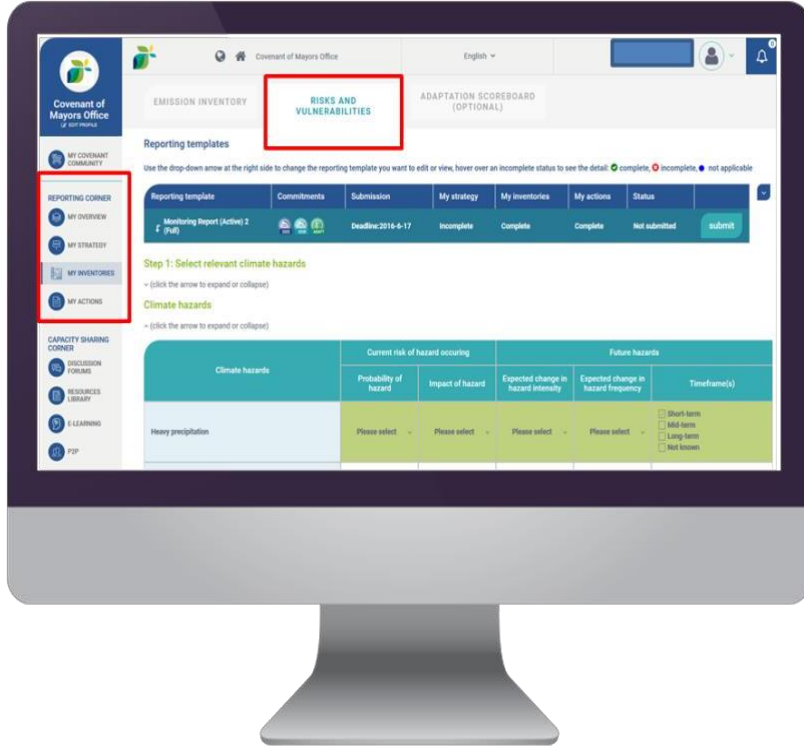 Covenant of Mayors Office
English
0
Covenant of
Mayors Office
EDIT PROFILE
MY COVENANT
COMMUNITY
REPORTING CORNER
MY OVERVIEW
MY STRATEGY
MY INVENTORIES
MY ACTIONS
CAPACITY SHARING
CORNER
DISCUSSION
FORUMS
RESOURCES
LIBRARY
E-LEARNING
P2P
EMISSION INVENTORY
RISKS AND
VULNERABILITIES
ADAPTATION SCOREBOARD
(OPTIONAL)
Reporting templates
Use the drop-down arrow at the right side to change the reporting template you want to edit or view, hover over an incomplete status to see the detail: complete, incomplete, not applicable
Reporting template Commitments Submission My strategy My inventories My actions Status
Monitoring Report (Active) 2
(Full)
Deadline:2016-6-17 Incomplete Complete Complete Not submitted submit
Step 1: Select relevant climate hazards
(click the arrow to expand or collapse)
Climate hazards
(click the arrow to expand or collapse)
Climate hazards
Current risk of hazard occuring Future hazards
Probability of
hazard
Impact of hazard
Expected change in
hazard intensity
Expected change in
hazard frequency
Timeframe(s)
Heavy precipitation
Please select Please select Please select Please select
Short-term
Mid-term
Long-term
Not known